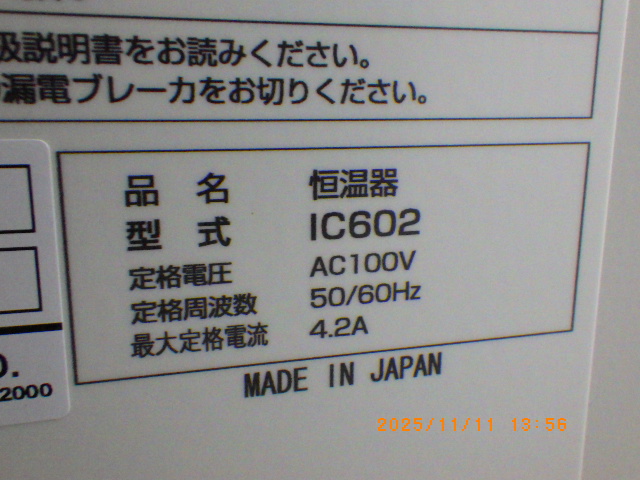 扱説明書をお読みください。
漏電ブレーカをお切りください。
品名 恒温器
型式 IC602
定格電圧 AC100V
定格周波数 50/60Hz
最大定格電流 4.2A
MADE IN JAPAN
.
2000
2025/11/11 13:56